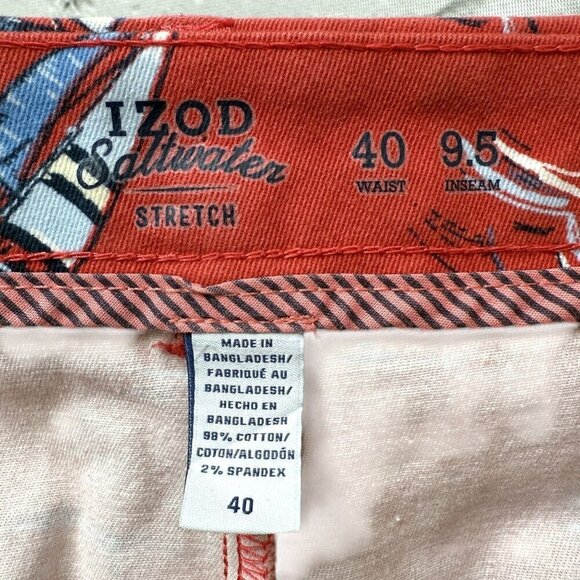 IZOD
Saltwater
STRETCH
40 9.5
WAIST INSEAM
MADE IN
BANGLADESH/
FABRIQUÉ AU
BANGLADESH/
HECHO EN
BANGLADESH
98% COTTON/
COTON/ALGODÓN
2% SPANDEX
40